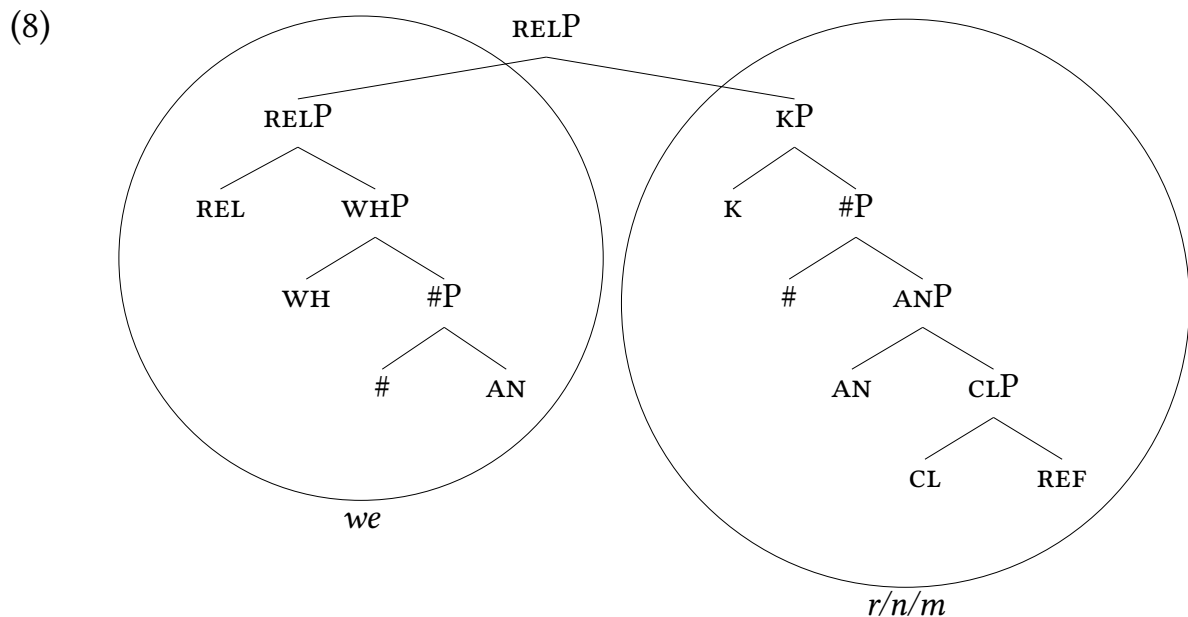 (8)
RELP
RELP KP
REL WHP K #P
WH #P # ANP
# AN AN CLP
CL REF
we
r/n/m